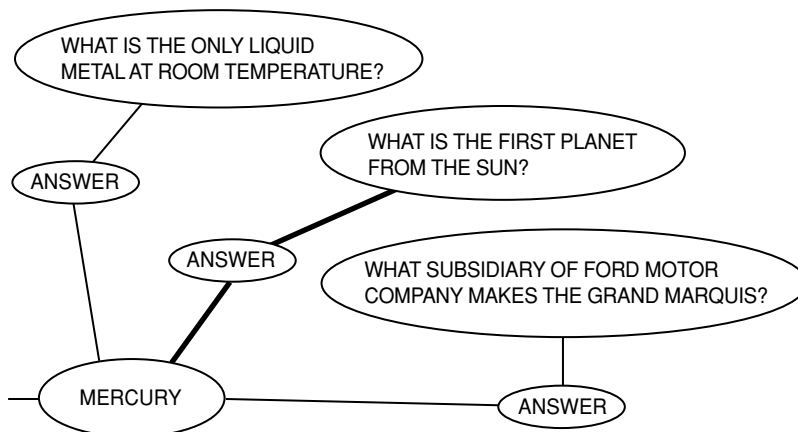 WHAT IS THE ONLY LIQUID
METAL AT ROOM TEMPERATURE?
WHAT IS THE FIRST PLANET
FROM THE SUN?
ANSWER
ANSWER
WHAT SUBSIDIARY OF FORD MOTOR
COMPANY MAKES THE GRAND MARQUIS?
MERCURY
ANSWER